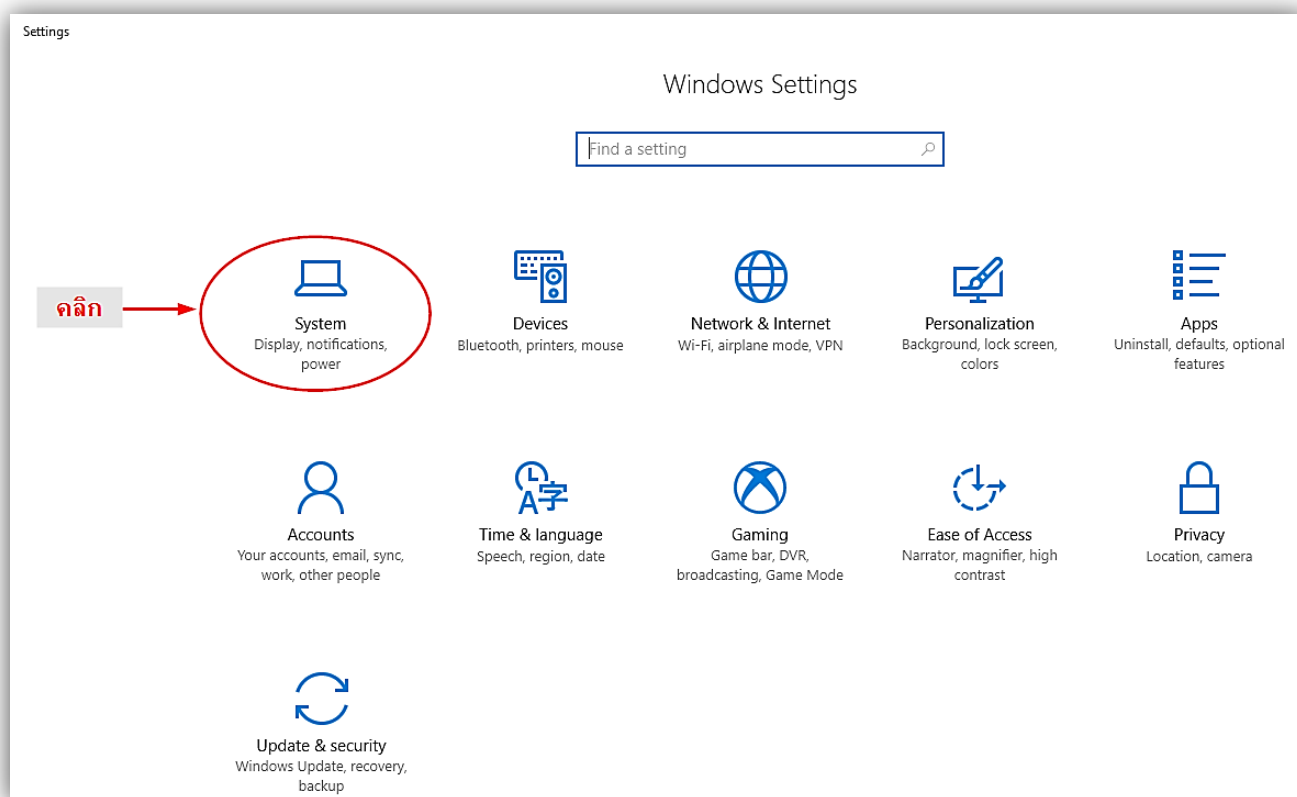 Settings
Windows Settings
Find a setting
คลิก
System
Display, notifications,
power
Devices
Bluetooth, printers, mouse
Network & Internet
Wi-Fi, airplane mode, VPN
Personalization
Background, lock screen,
colors
Apps
Uninstall, defaults, optional
features
Accounts
Your accounts, email, sync,
work, other people
Time & language
Speech, region, date
Gaming
Game bar, DVR,
broadcasting, Game Mode
Ease of Access
Narrator, magnifier, high
contrast
Privacy
Location, camera
Update & security
Windows Update, recovery,
backup